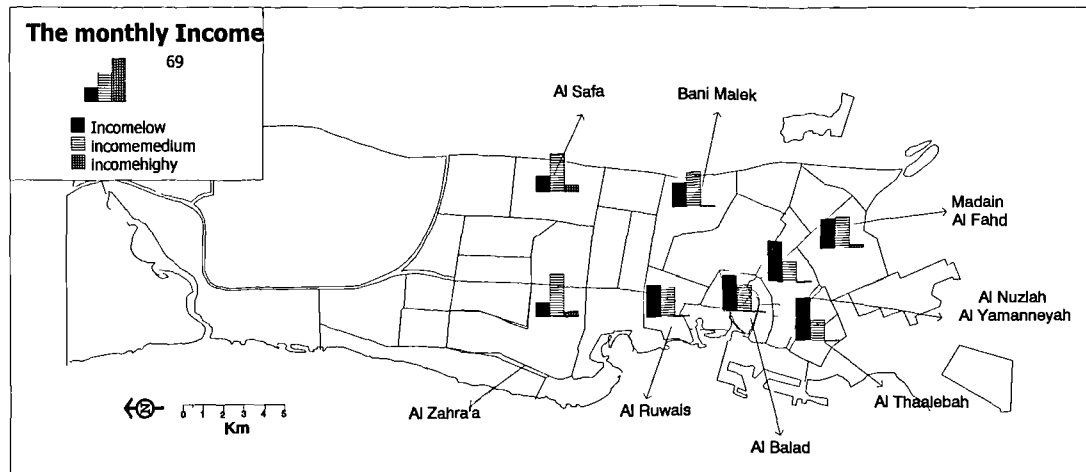 The monthly Income
69
Incomelow
incomemedium
incomehighy
Al Safa
Bani Malek
Madain
Al Fahd
Al Nuzlah
Al Yamanneyah
Al Thaalebah
Al Balad
Al Ruwais
Al Zahra'a
N
0 1 2 3 4 5
Km